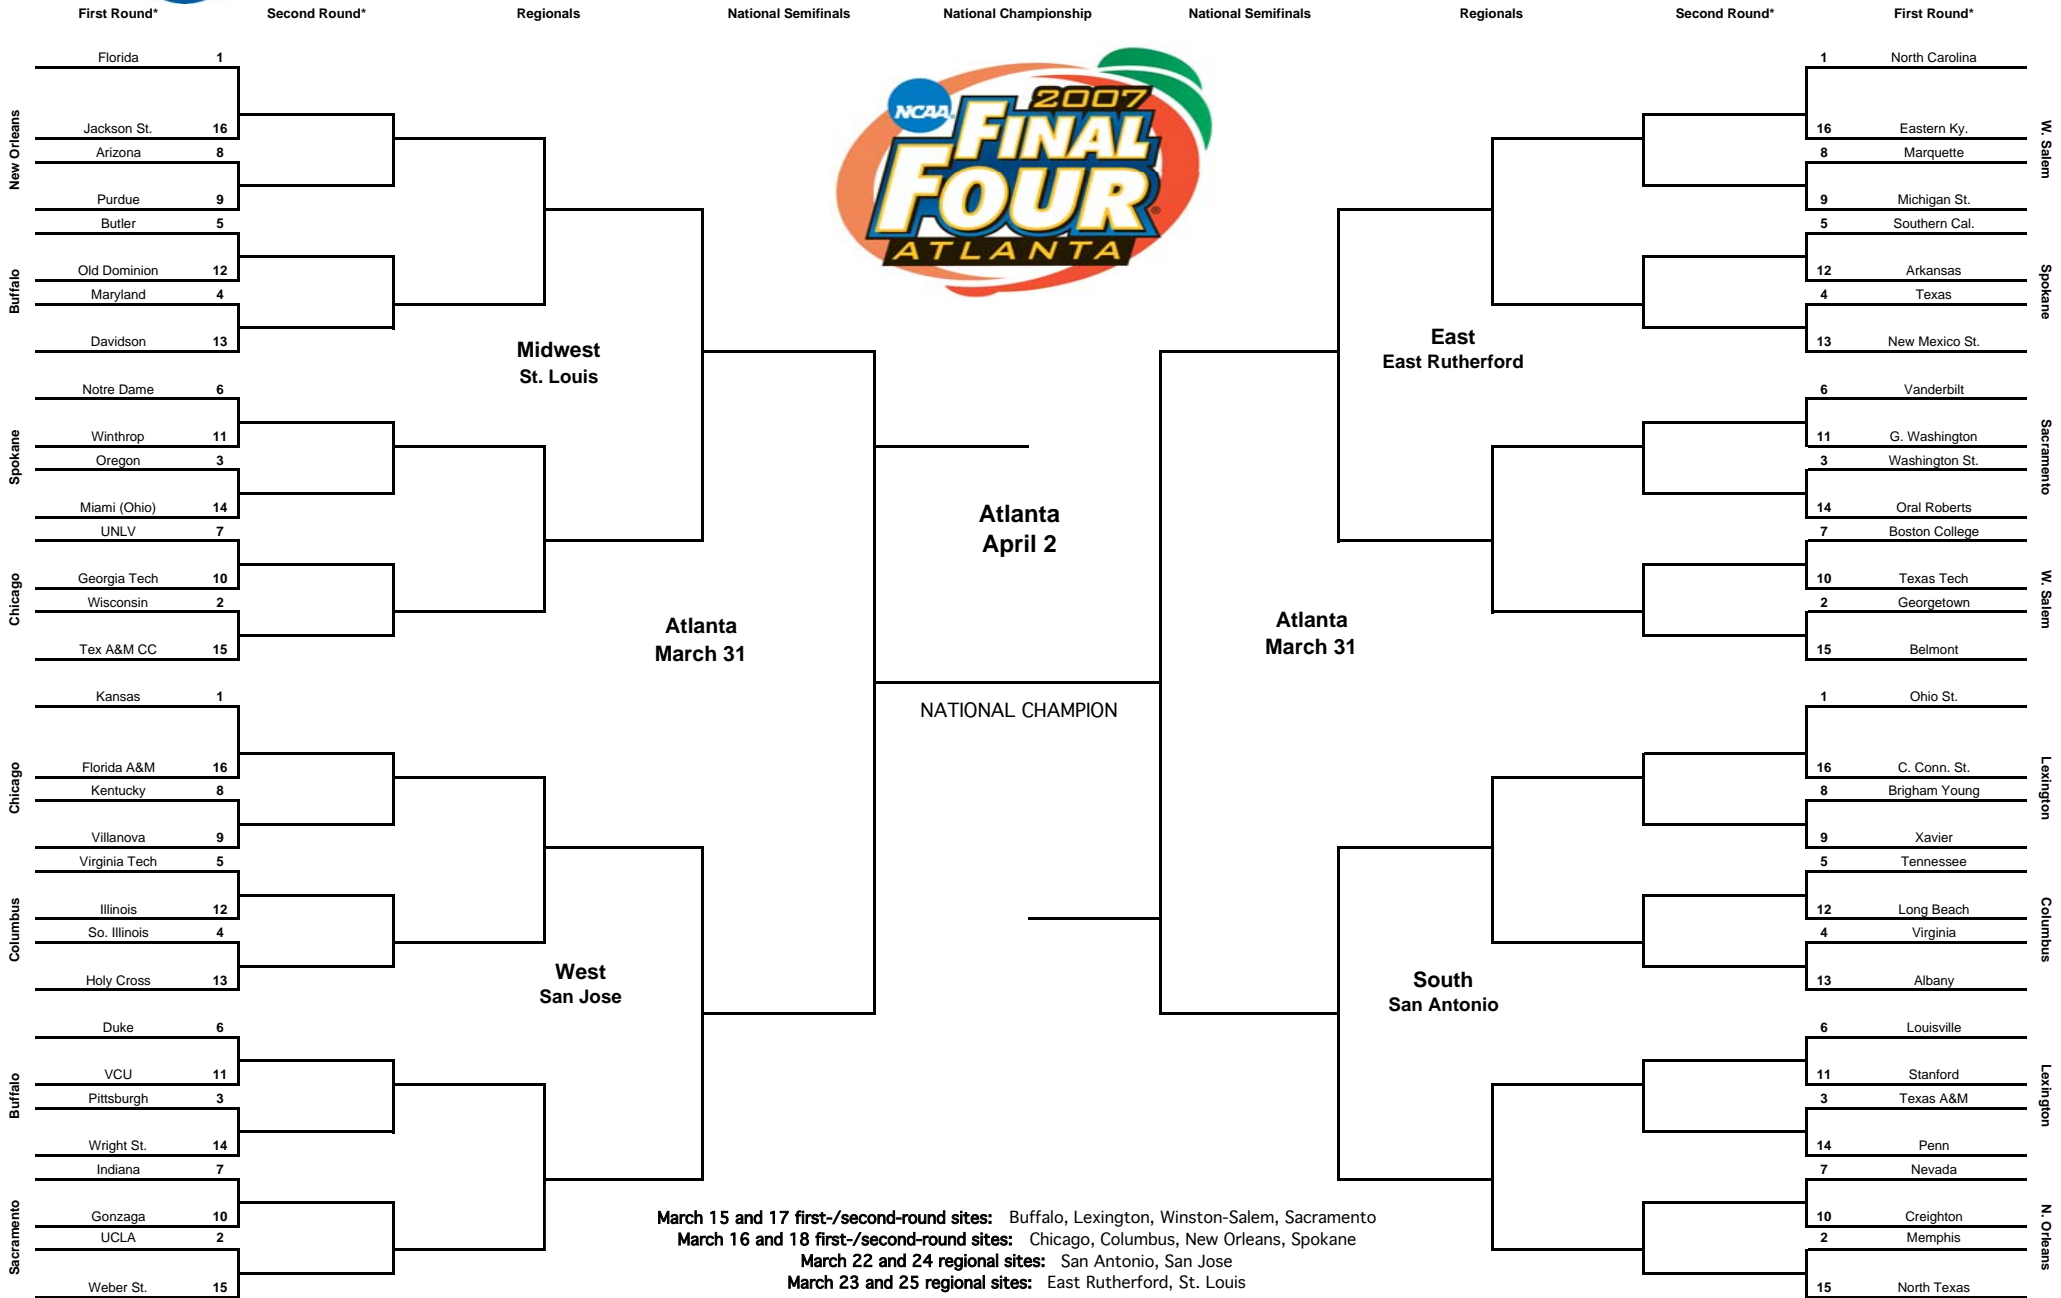 First Round* Second Round* Regionals National Semifinals National Championship National Semifinals Regionals Second Round* First Round*
NCAA
2007
FINAL
FOUR®
ATLANTA
New Orleans
Florida 1
Jackson St. 16
Arizona 8
Purdue 9
Buffalo
Butler 5
Old Dominion 12
Maryland 4
Davidson 13
Midwest
St. Louis
Spokane
Notre Dame 6
Winthrop 11
Oregon 3
Miami (Ohio) 14
Chicago
UNLV 7
Georgia Tech 10
Wisconsin 2
Tex A&M CC 15
Atlanta
March 31
Chicago
Kansas 1
Florida A&M 16
Kentucky 8
Villanova 9
Columbus
Virginia Tech 5
Illinois 12
So. Illinois 4
Holy Cross 13
West
San Jose
Buffalo
Duke 6
VCU 11
Pittsburgh 3
Wright St. 14
Sacramento
Indiana 7
Gonzaga 10
UCLA 2
Weber St. 15
Atlanta
April 2
NATIONAL CHAMPION
1 North Carolina
16 Eastern Ky.
8 Marquette
9 Michigan St.
W. Salem
5 Southern Cal.
12 Arkansas
4 Texas
13 New Mexico St.
Spokane
East
East Rutherford
6 Vanderbilt
11 G. Washington
3 Washington St.
14 Oral Roberts
Sacramento
7 Boston College
10 Texas Tech
2 Georgetown
15 Belmont
W. Salem
Atlanta
March 31
1 Ohio St.
16 C. Conn. St.
8 Brigham Young
9 Xavier
Lexington
5 Tennessee
12 Long Beach
4 Virginia
13 Albany
Columbus
South
San Antonio
6 Louisville
11 Stanford
3 Texas A&M
14 Penn
Lexington
7 Nevada
10 Creighton
2 Memphis
15 North Texas
N. Orleans
March 15 and 17 first-/second-round sites: Buffalo, Lexington, Winston-Salem, Sacramento
March 16 and 18 first-/second-round sites: Chicago, Columbus, New Orleans, Spokane
March 22 and 24 regional sites: San Antonio, San Jose
March 23 and 25 regional sites: East Rutherford, St. Louis